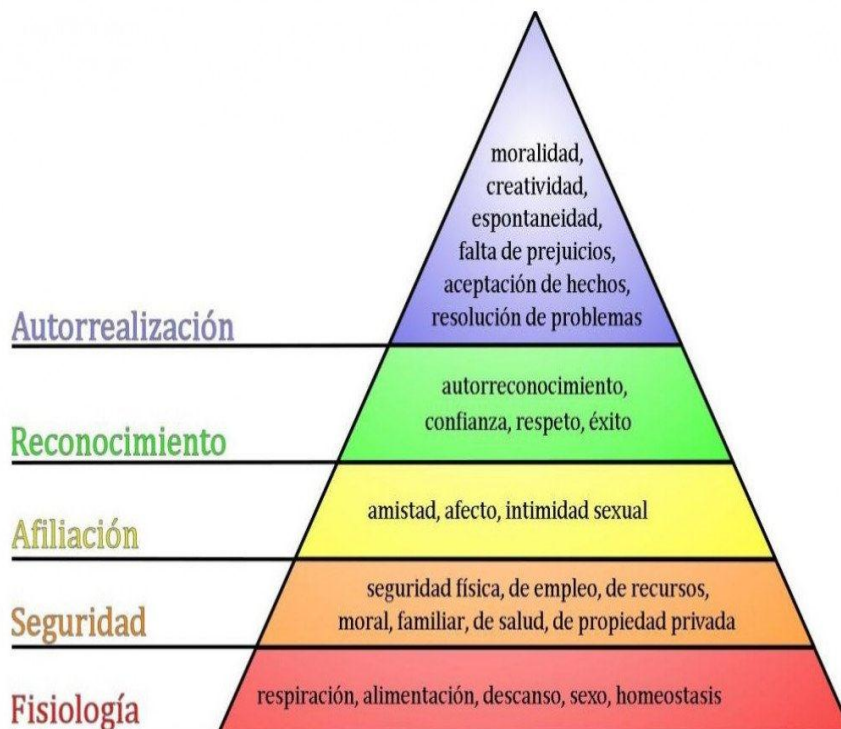 moralidad,
creatividad,
espontaneidad,
falta de prejuicios,
aceptación de hechos,
resolución de problemas
Autorrealización
autorreconocimiento,
confianza, respeto, éxito
Reconocimiento
amistad, afecto, intimidad sexual
Afiliación
seguridad física, de empleo, de recursos,
moral, familiar, de salud, de propiedad privada
Seguridad
respiración, alimentación, descanso, sexo, homeostasis
Fisiología